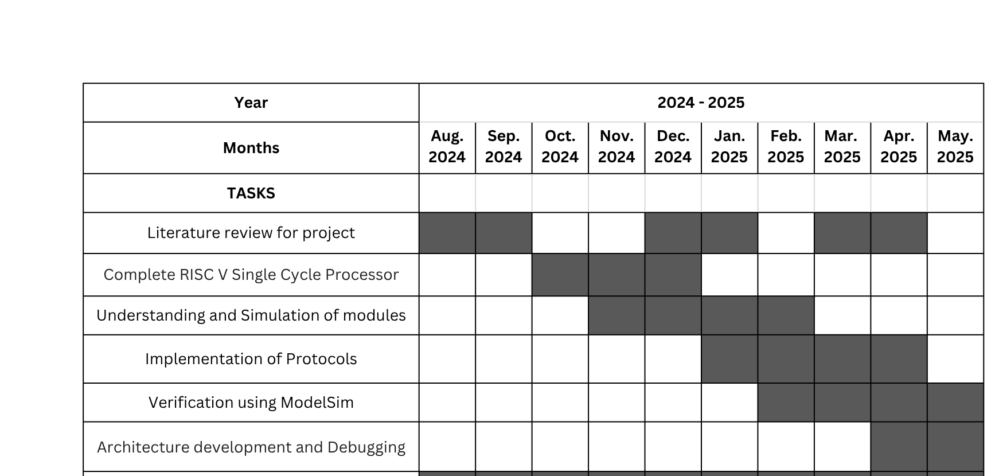 Year
2024 - 2025
Months
Aug. 2024
Sep. 2024
Oct. 2024
Nov. 2024
Dec. 2024
Jan. 2025
Feb. 2025
Mar. 2025
Apr. 2025
May. 2025
TASKS
Literature review for project
Complete RISC V Single Cycle Processor
Understanding and Simulation of modules
Implementation of Protocols
Verification using ModelSim
Architecture development and Debugging